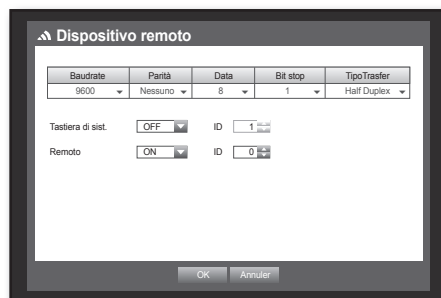 Dispositivo remoto
Baudrate Parità Data Bit stop TipoTrasfer
9600 Nessuno 8 1 Half Duplex
Tastiera di sist. OFF ID 1
Remoto ON ID 0
OK Annuler